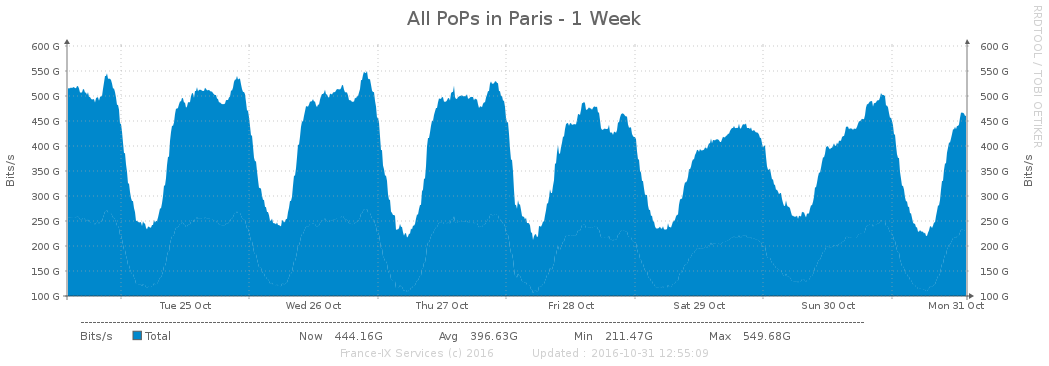 All PoPs in Paris - 1 Week
RRDTOOL / TOBI OETIKER
Bits/s
600 G
550 G
500 G
450 G
400 G
350 G
300 G
250 G
200 G
150 G
100 G
600 G
550 G
500 G
450 G
400 G
350 G
300 G
250 G
200 G
150 G
100 G
Bits/s
Tue 25 Oct Wed 26 Oct Thu 27 Oct Fri 28 Oct Sat 29 Oct Sun 30 Oct Mon 31 Oct
Bits/s Total Now 444.16G Avg 396.63G Min 211.47G Max 549.68G
France-IX Services (c) 2016 Updated : 2016-10-31 12:55:09